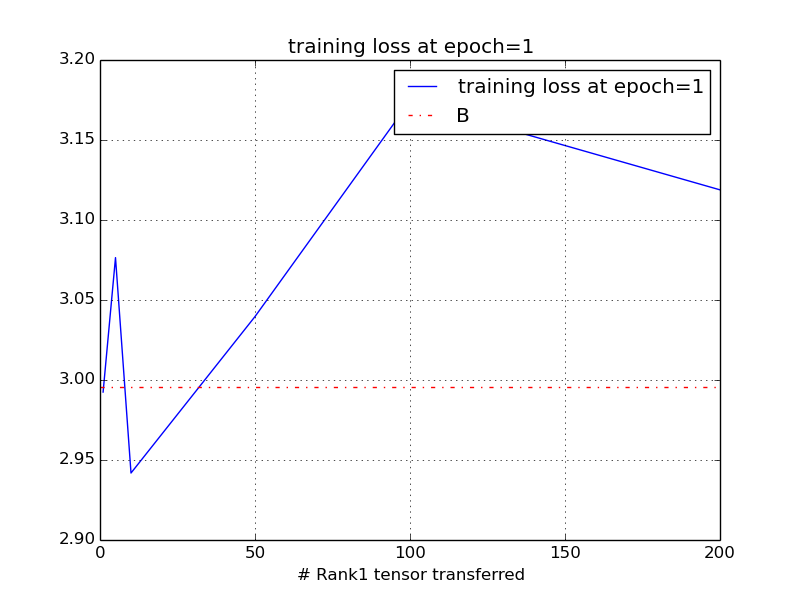 training loss at epoch=1
3.20
3.15
3.10
3.05
3.00
2.95
2.90
training loss at epoch=1
B
0 50 100 150 200
# Rank1 tensor transferred